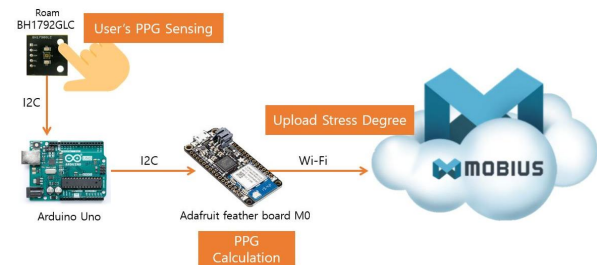 Roam
BH1792GLC
User's PPG Sensing
I2C
I2C
Wi-Fi
Upload Stress Degree
MOBIUS
Arduino Uno
Adafruit feather board M0
PPG
Calculation